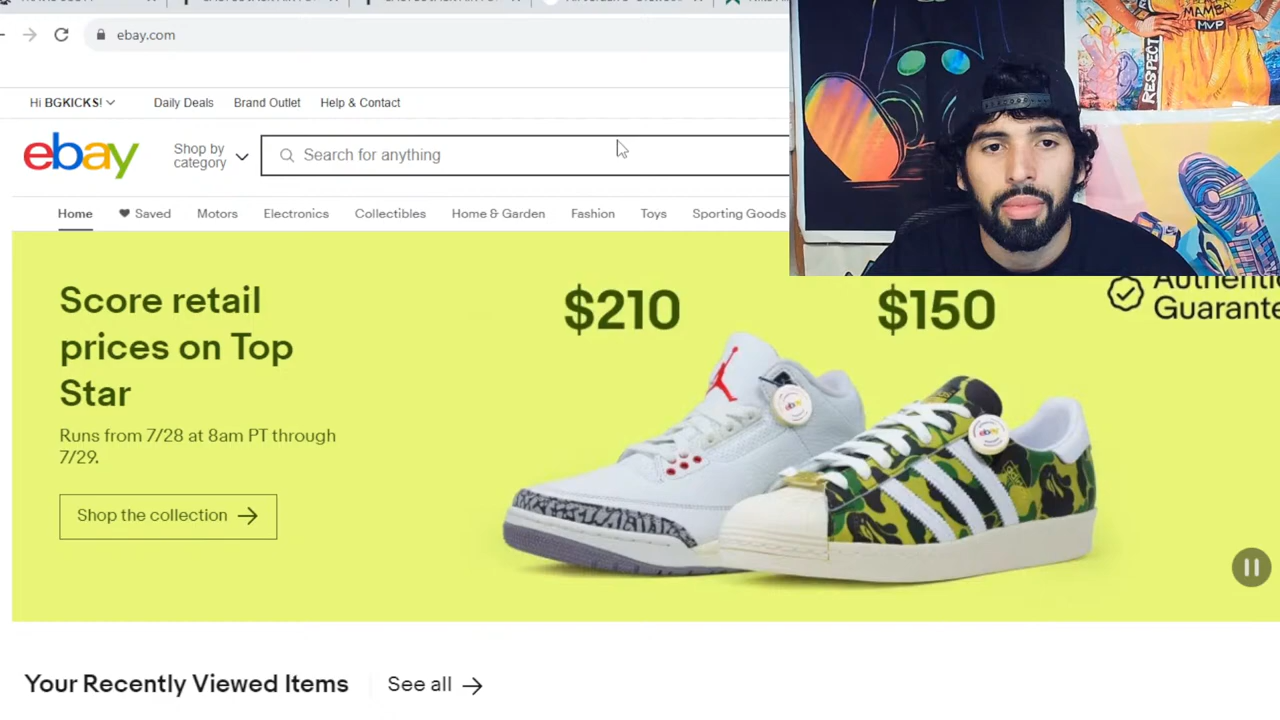 ebay.com
Hi BGKICKS!
Daily Deals
Brand Outlet
Help & Contact
ebay
Shop by
category
Search for anything
Home
Saved
Motors
Electronics
Collectibles
Home & Garden
Fashion
Toys
Sporting Goods
MAMBA
MVP
RESPECT
Score retail
prices on Top
Star
Runs from 7/28 at 8am PT through
7/29.
Shop the collection
$210
$150
ebay
ebay
See all
Your Recently Viewed Items